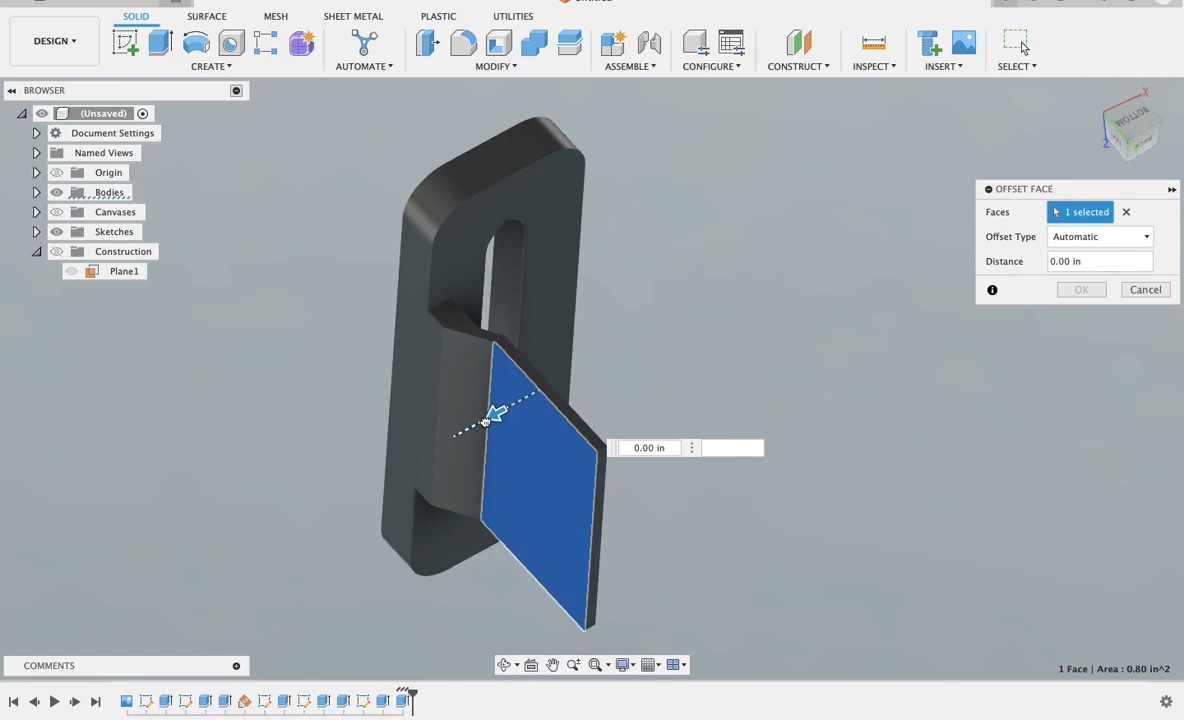 SOLID SURFACE MESH SHEET METAL PLASTIC UTILITIES
DESIGN
CREATE AUTOMATE MODIFY ASSEMBLE CONFIGURE CONSTRUCT INSPECT INSERT SELECT
BROWSER
(Unsaved)
Document Settings
Named Views
Origin
Bodies
Canvases
Sketches
Construction
Plane1
X
BOTTOM
Z
BACK
OFFSET FACE
Faces 1 selected
Offset Type Automatic
Distance 0.00 in
OK Cancel
0.00 in
COMMENTS
1 Face | Area : 0.80 in^2